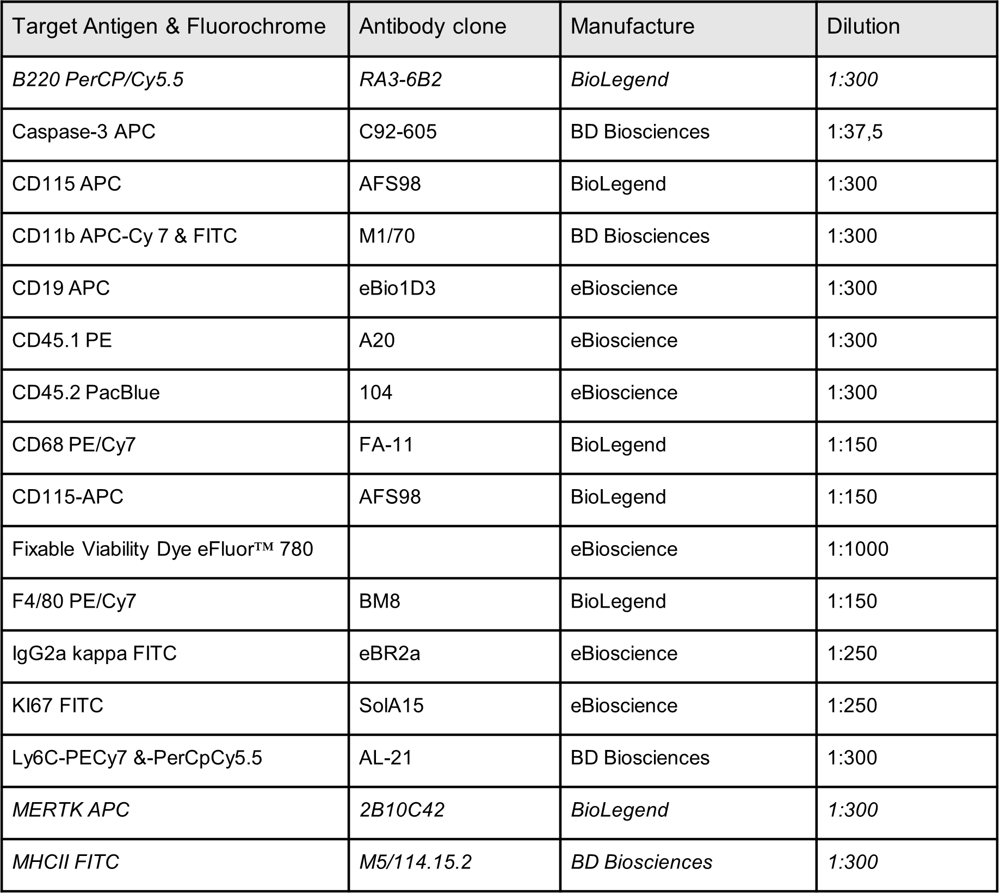 Target Antigen & Fluorochrome Antibody clone Manufacture Dilution
B220 PerCP/Cy5.5 RA3-6B2 BioLegend 1:300
Caspase-3 APC C92-605 BD Biosciences 1:37,5
CD115 APC AFS98 BioLegend 1:300
CD11b APC-Cy 7 & FITC M1/70 BD Biosciences 1:300
CD19 APC eBio1D3 eBioscience 1:300
CD45.1 PE A20 eBioscience 1:300
CD45.2 PacBlue 104 eBioscience 1:300
CD68 PE/Cy7 FA-11 BioLegend 1:150
CD115-APC AFS98 BioLegend 1:150
Fixable Viability Dye eFluor™ 780 eBioscience 1:1000
F4/80 PE/Cy7 BM8 BioLegend 1:150
IgG2a kappa FITC eBR2a eBioscience 1:250
KI67 FITC SolA15 eBioscience 1:250
Ly6C-PECy7 &-PerCpCy5.5 AL-21 BD Biosciences 1:300
MERTK APC 2B10C42 BioLegend 1:300
MHCII FITC M5/114.15.2 BD Biosciences 1:300